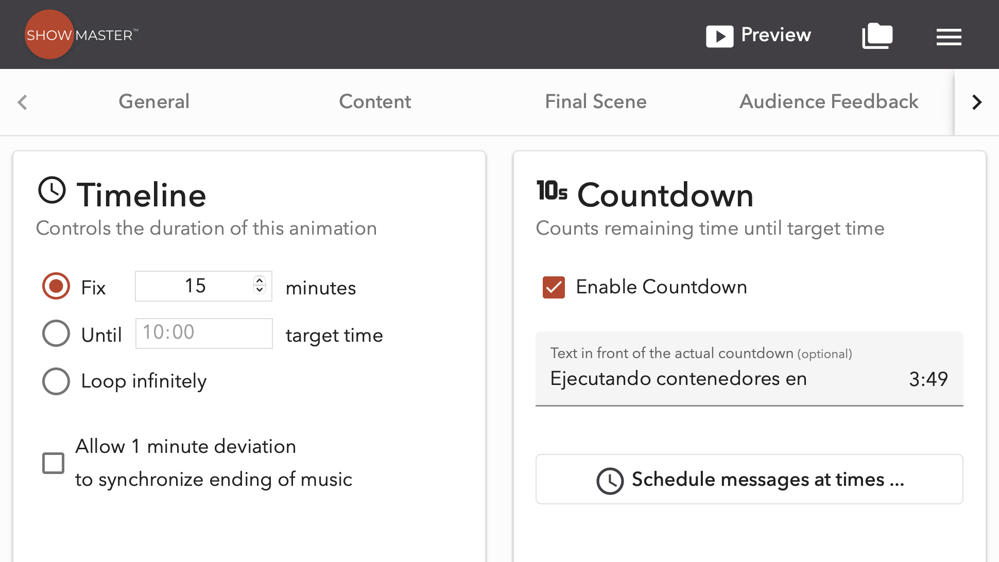 SHOWMASTER™
Preview
General
Content
Final Scene
Audience Feedback
Timeline
Controls the duration of this animation
Fix 15 minutes
Until 10:00 target time
Loop infinitely
Allow 1 minute deviation
to synchronize ending of music
10s Countdown
Counts remaining time until target time
Enable Countdown
Text in front of the actual countdown (optional)
Ejecutando contenedores en 3:49
Schedule messages at times ...